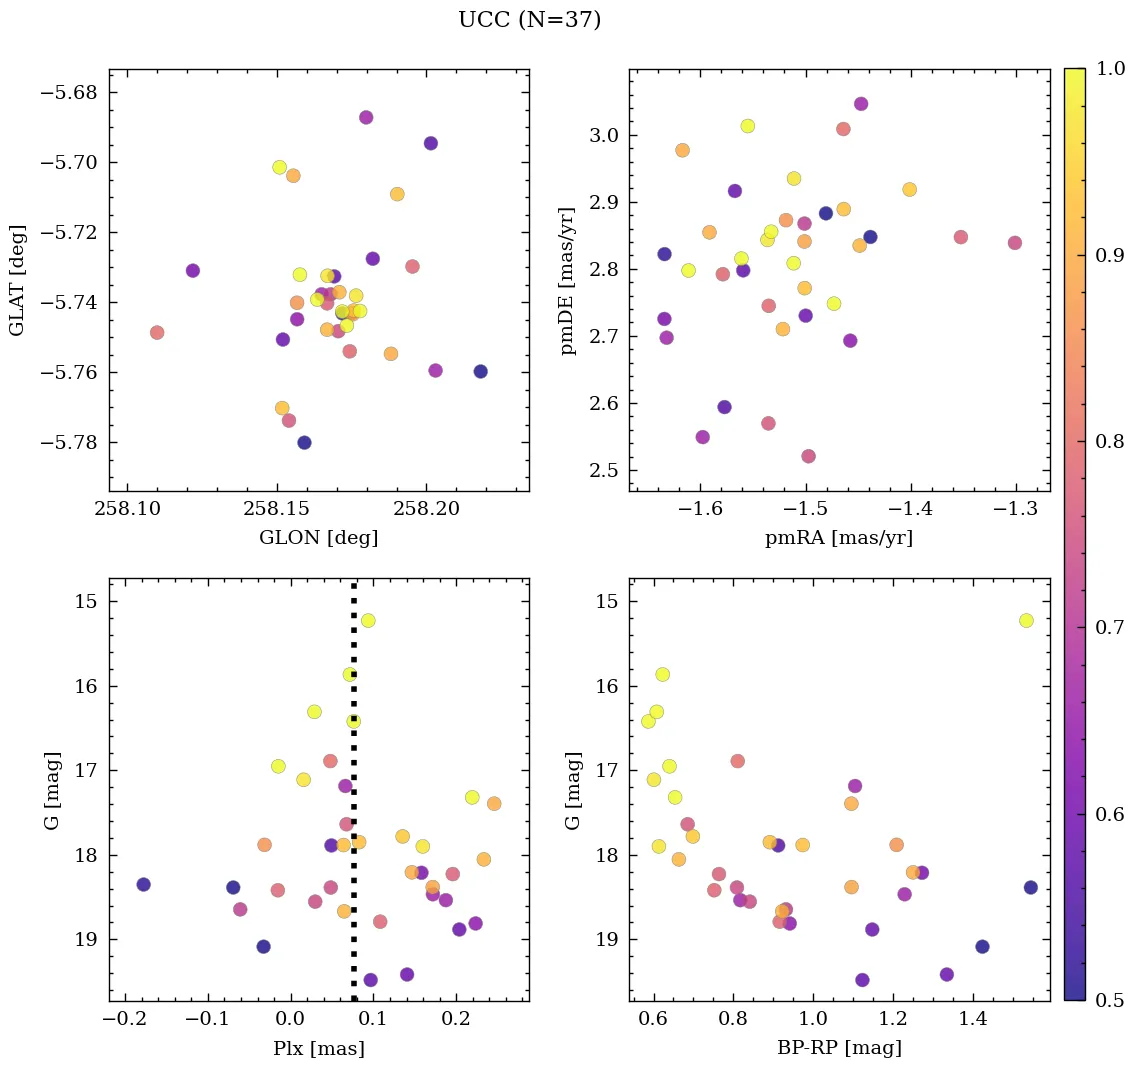 UCC (N=37)
−5.68
−5.70
−5.72
−5.74
−5.76
−5.78
GLAT [deg]
258.10 258.15 258.20
GLON [deg]
3.0
2.9
2.8
2.7
2.6
2.5
pmDE [mas/yr]
−1.6 −1.5 −1.4 −1.3
pmRA [mas/yr]
15
16
17
18
19
G [mag]
−0.2 −0.1 0.0 0.1 0.2
Plx [mas]
15
16
17
18
19
G [mag]
0.6 0.8 1.0 1.2 1.4
BP-RP [mag]
1.0
0.9
0.8
0.7
0.6
0.5